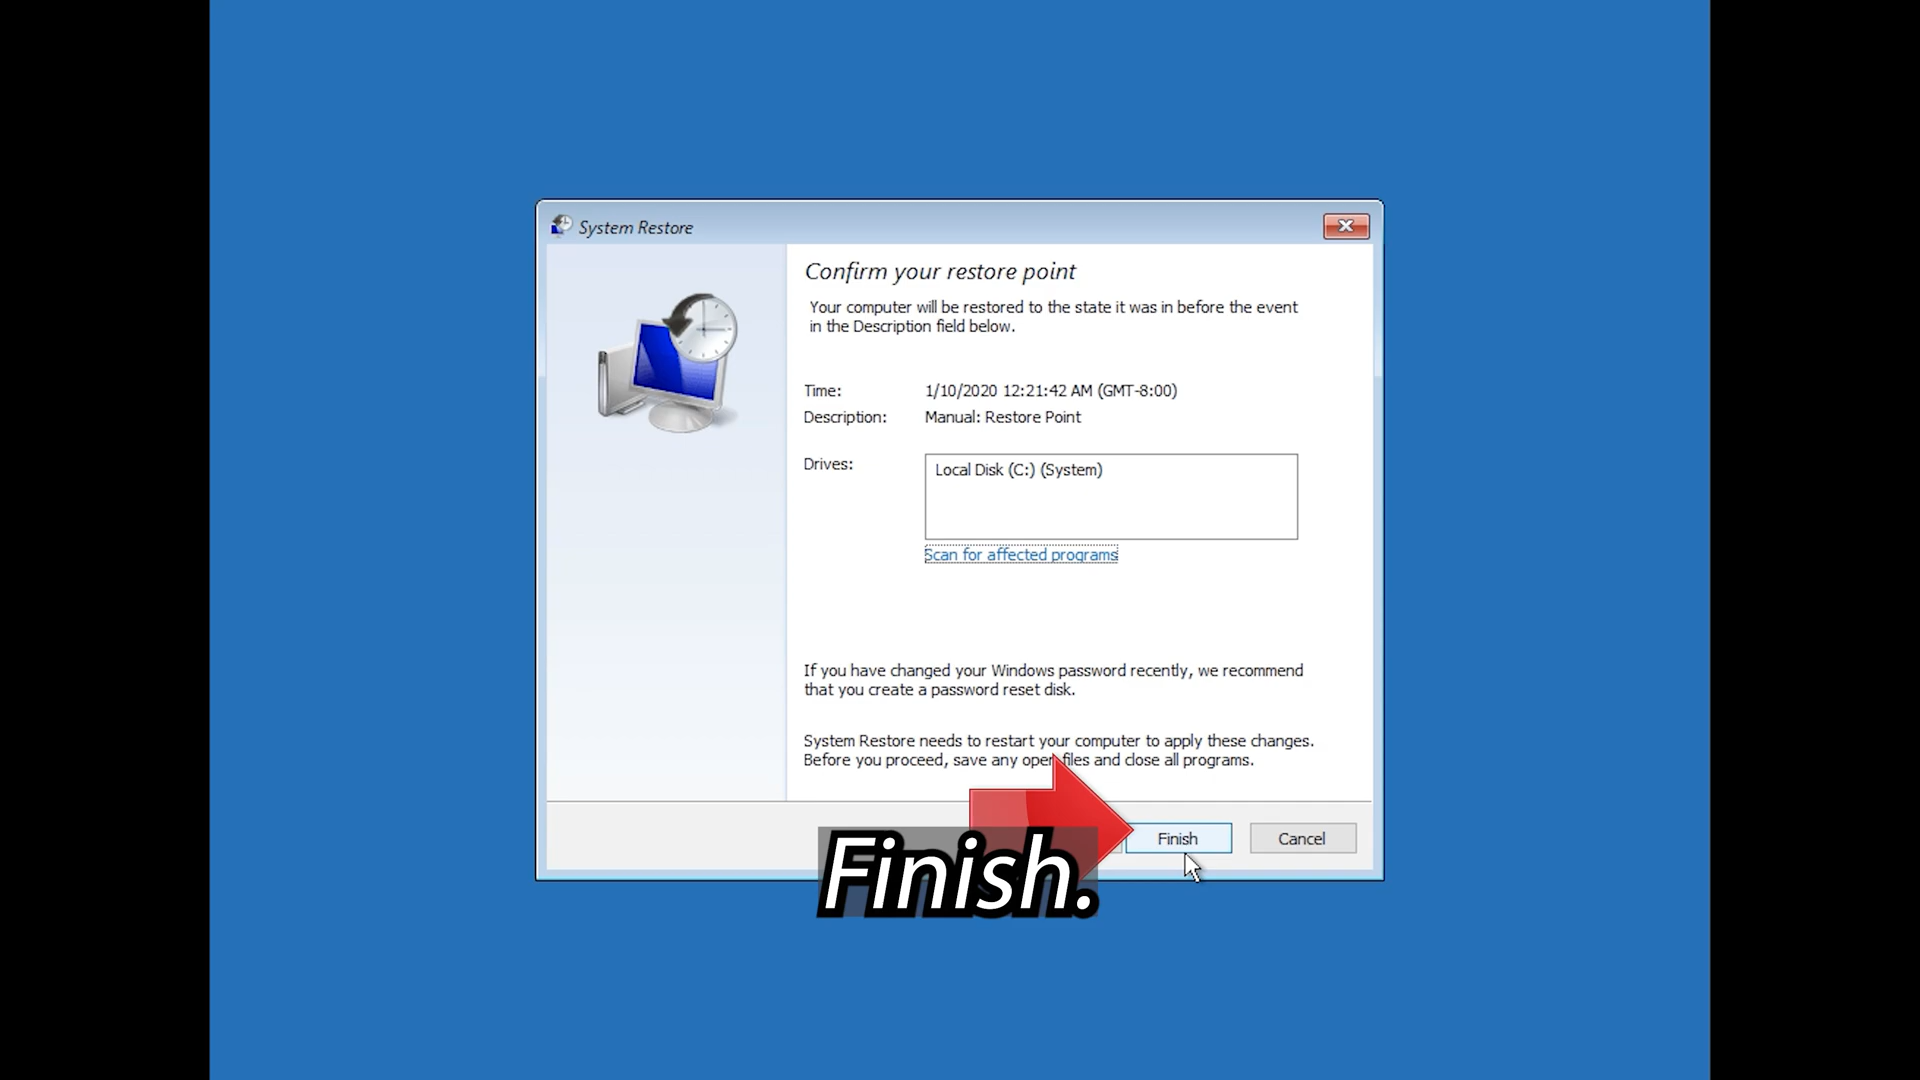 System Restore
Confirm your restore point
Your computer will be restored to the state it was in before the event
in the Description field below.
Time: 1/10/2020 12:21:42 AM (GMT-8:00)
Description: Manual: Restore Point
Drives: Local Disk (C:) (System)
Scan for affected programs
If you have changed your Windows password recently, we recommend
that you create a password reset disk.
System Restore needs to restart your computer to apply these changes.
Before you proceed, save any open files and close all programs.
Finish Cancel
Finish.